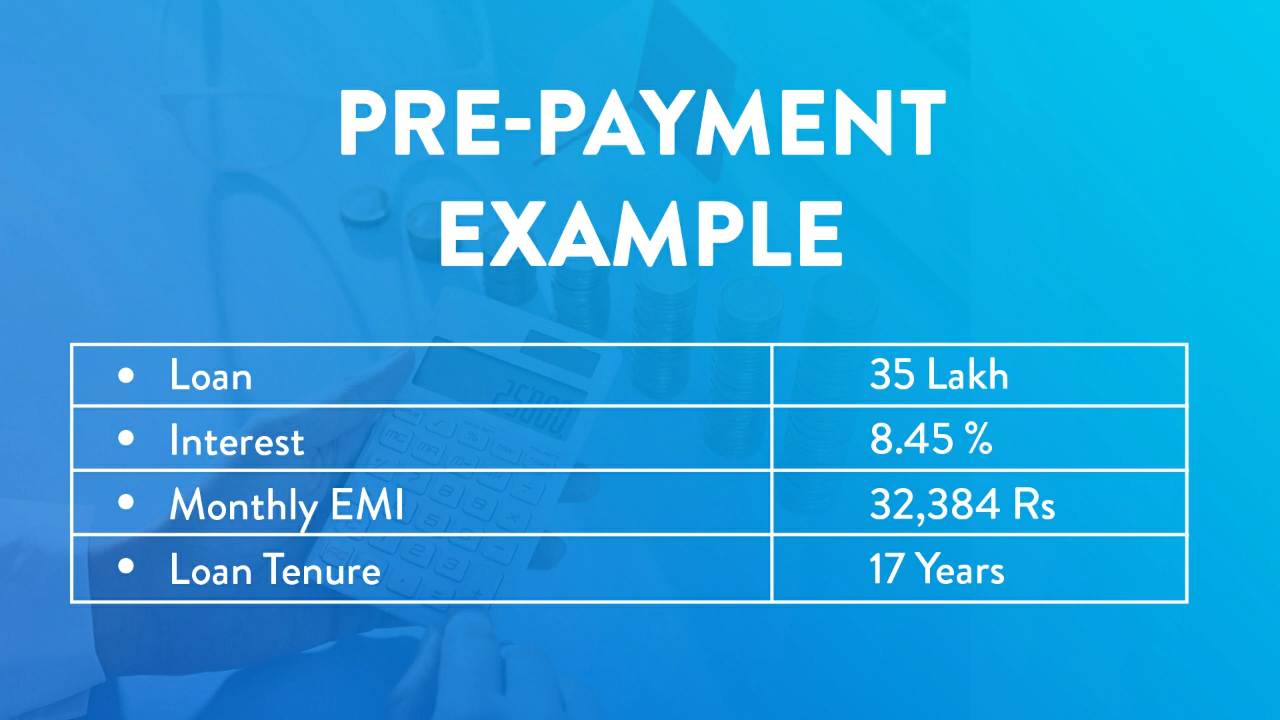 PRE-PAYMENT
EXAMPLE
• Loan 35 Lakh
• Interest 8.45 %
• Monthly EMI 32,384 Rs
• Loan Tenure 17 Years